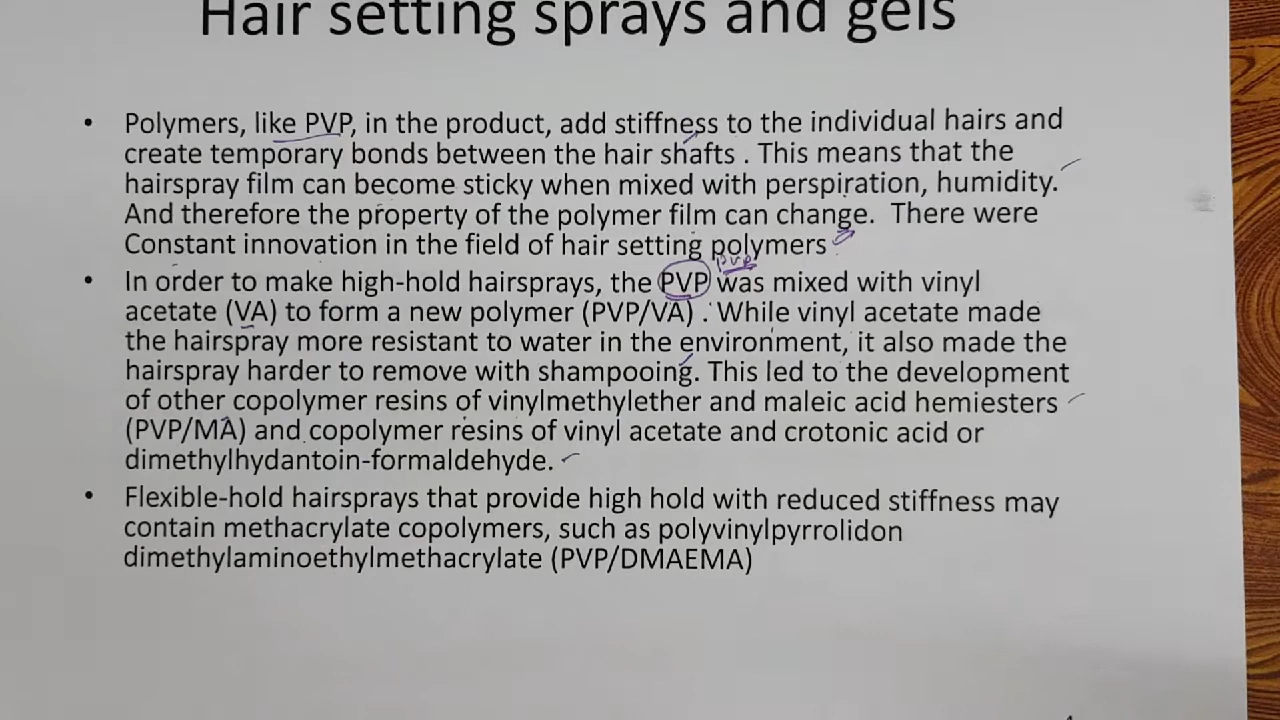 Hair setting sprays and gels
• Polymers, like PVP, in the product, add stiffness to the individual hairs and
create temporary bonds between the hair shafts . This means that the
hairspray film can become sticky when mixed with perspiration, humidity.
And therefore the property of the polymer film can change. There were
Constant innovation in the field of hair setting polymers
PVP
• In order to make high-hold hairsprays, the PVP was mixed with vinyl
acetate (VA) to form a new polymer (PVP/VA) . While vinyl acetate made
the hairspray more resistant to water in the environment, it also made the
hairspray harder to remove with shampooing. This led to the development
of other copolymer resins of vinylmethylether and maleic acid hemiesters
(PVP/MA) and copolymer resins of vinyl acetate and crotonic acid or
dimethylhydantoin-formaldehyde.
• Flexible-hold hairsprays that provide high hold with reduced stiffness may
contain methacrylate copolymers, such as polyvinylpyrrolidon
dimethylaminoethylmethacrylate (PVP/DMAEMA)